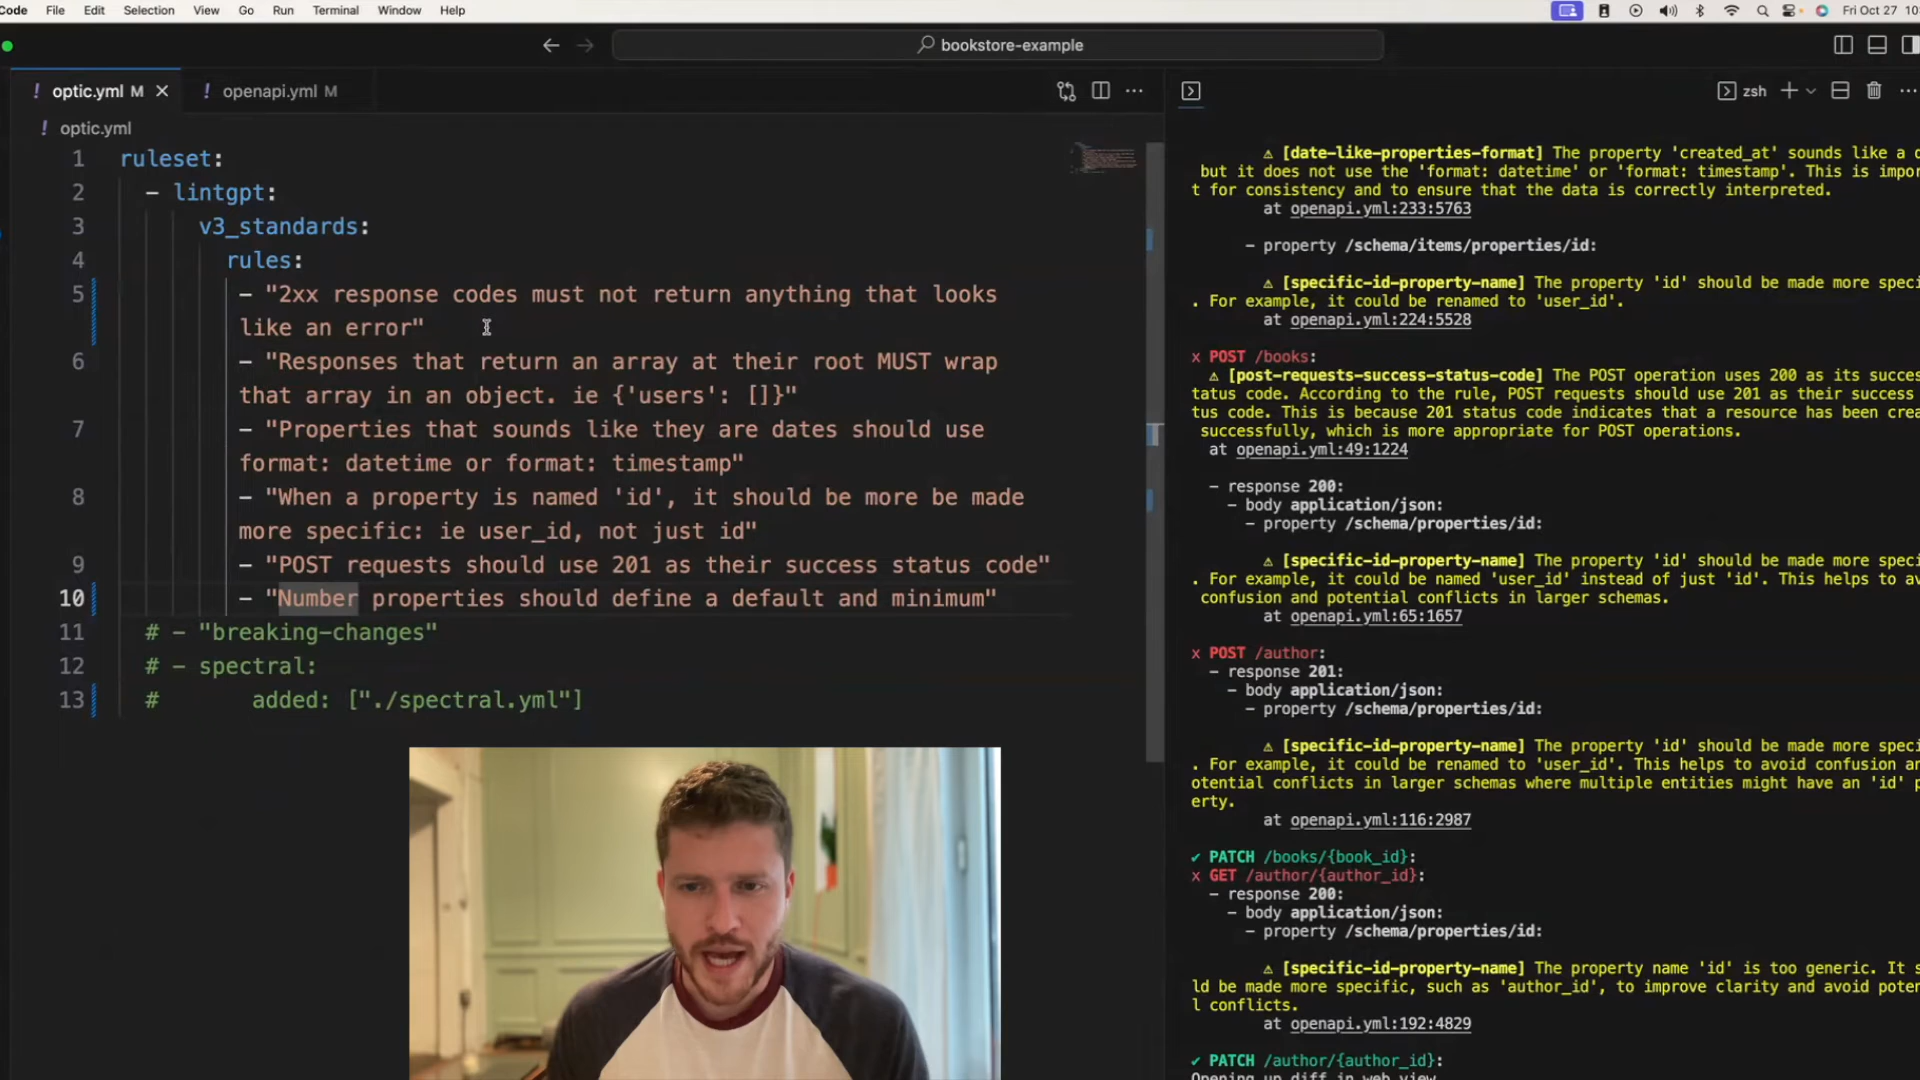 Code File Edit Selection View Go Run Terminal Window Help Fri Oct 27 10
bookstore-example
! optic.yml M ! openapi.yml M
zsh
! optic.yml
1 ruleset:
2 - lintgpt:
3 v3_standards:
4 rules:
5 - "2xx response codes must not return anything that looks
like an error"
6 - "Responses that return an array at their root MUST wrap
that array in an object. ie {'users': []}"
7 - "Properties that sounds like they are dates should use
format: datetime or format: timestamp"
8 - "When a property is named 'id', it should be more be made
more specific: ie user_id, not just id"
9 - "POST requests should use 201 as their success status code"
10 - "Number properties should define a default and minimum"
11 # - "breaking-changes"
12 # - spectral:
13 # added: ["./spectral.yml"]
⚠ [date-like-properties-format] The property 'created_at' sounds like a d
but it does not use the 'format: datetime' or 'format: timestamp'. This is impor
t for consistency and to ensure that the data is correctly interpreted.
at openapi.yml:233:5763
- property /schema/items/properties/id:
⚠ [specific-id-property-name] The property 'id' should be made more speci
. For example, it could be renamed to 'user_id'.
at openapi.yml:224:5528
x POST /books:
⚠ [post-requests-success-status-code] The POST operation uses 200 as its succes
tatus code. According to the rule, POST requests should use 201 as their success
tus code. This is because 201 status code indicates that a resource has been crea
successfully, which is more appropriate for POST operations.
at openapi.yml:49:1224
- response 200:
- body application/json:
- property /schema/properties/id:
⚠ [specific-id-property-name] The property 'id' should be made more speci
. For example, it could be named 'user_id' instead of just 'id'. This helps to av
confusion and potential conflicts in larger schemas.
at openapi.yml:65:1657
x POST /author:
- response 201:
- body application/json:
- property /schema/properties/id:
⚠ [specific-id-property-name] The property 'id' should be made more speci
. For example, it could be renamed to 'user_id'. This helps to avoid confusion an
otential conflicts in larger schemas where multiple entities might have an 'id' p
erty.
at openapi.yml:116:2987
✔ PATCH /books/{book_id}:
x GET /author/{author_id}:
- response 200:
- body application/json:
- property /schema/properties/id:
⚠ [specific-id-property-name] The property name 'id' is too generic. It s
ld be made more specific, such as 'author_id', to improve clarity and avoid poten
l conflicts.
at openapi.yml:192:4829
✔ PATCH /author/{author_id}:
Opening up diff in web view